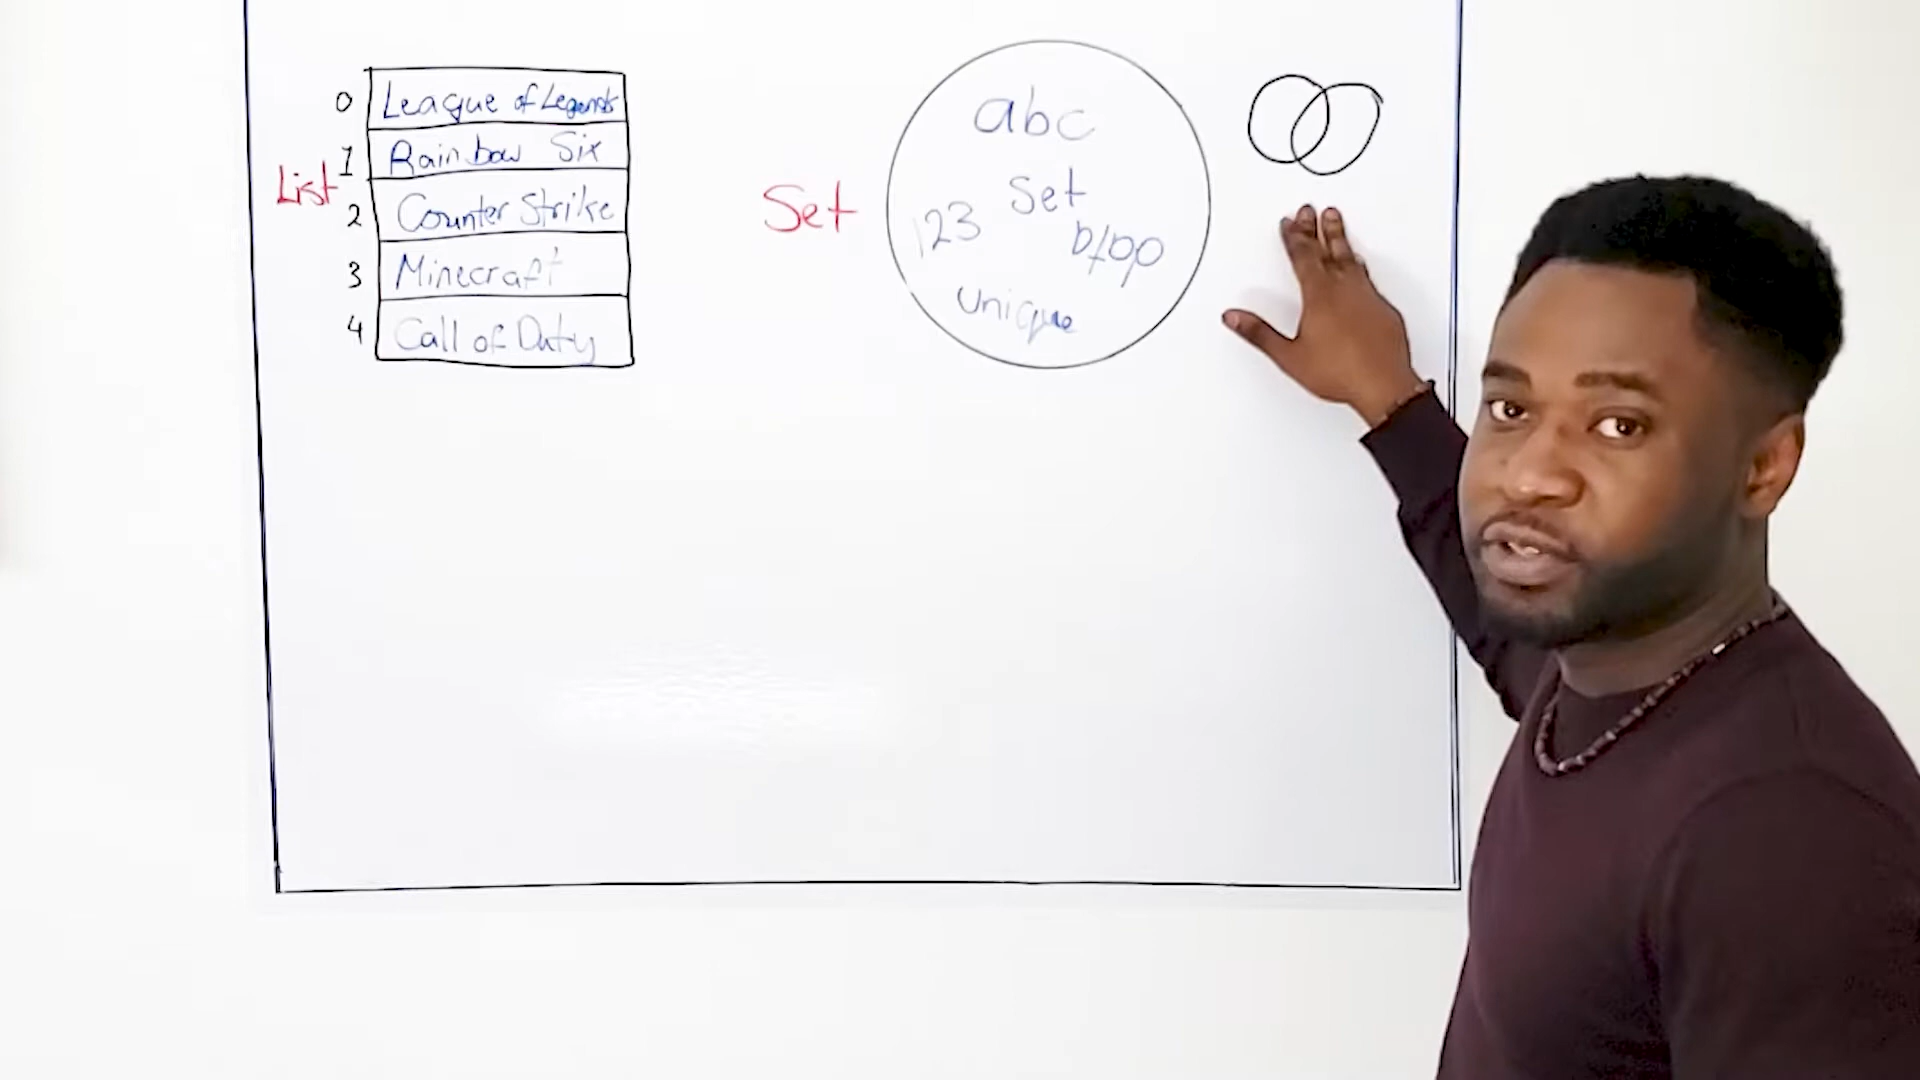 List
0 League of Legends
1 Rainbow Six
2 Counter Strike
3 Minecraft
4 Call of Duty
Set
abc
Set
123
unique